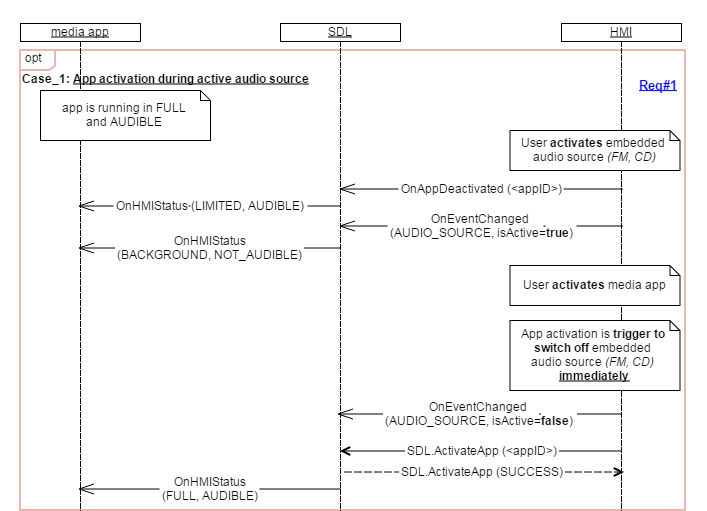 media app
SDL
HMI
opt
Case_1: App activation during active audio source
Req#1
app is running in FULL
and AUDIBLE
User activates embedded
audio source (FM, CD)
OnAppDeactivated (<appID>)
OnHMIStatus (LIMITED, AUDIBLE)
OnEventChanged
(AUDIO_SOURCE, isActive=true)
OnHMIStatus
(BACKGROUND, NOT_AUDIBLE)
User activates media app
App activation is trigger to
switch off embedded
audio source (FM, CD)
immediately
OnEventChanged
(AUDIO_SOURCE, isActive=false)
SDL.ActivateApp (<appID>)
SDL.ActivateApp (SUCCESS)
OnHMIStatus
(FULL, AUDIBLE)